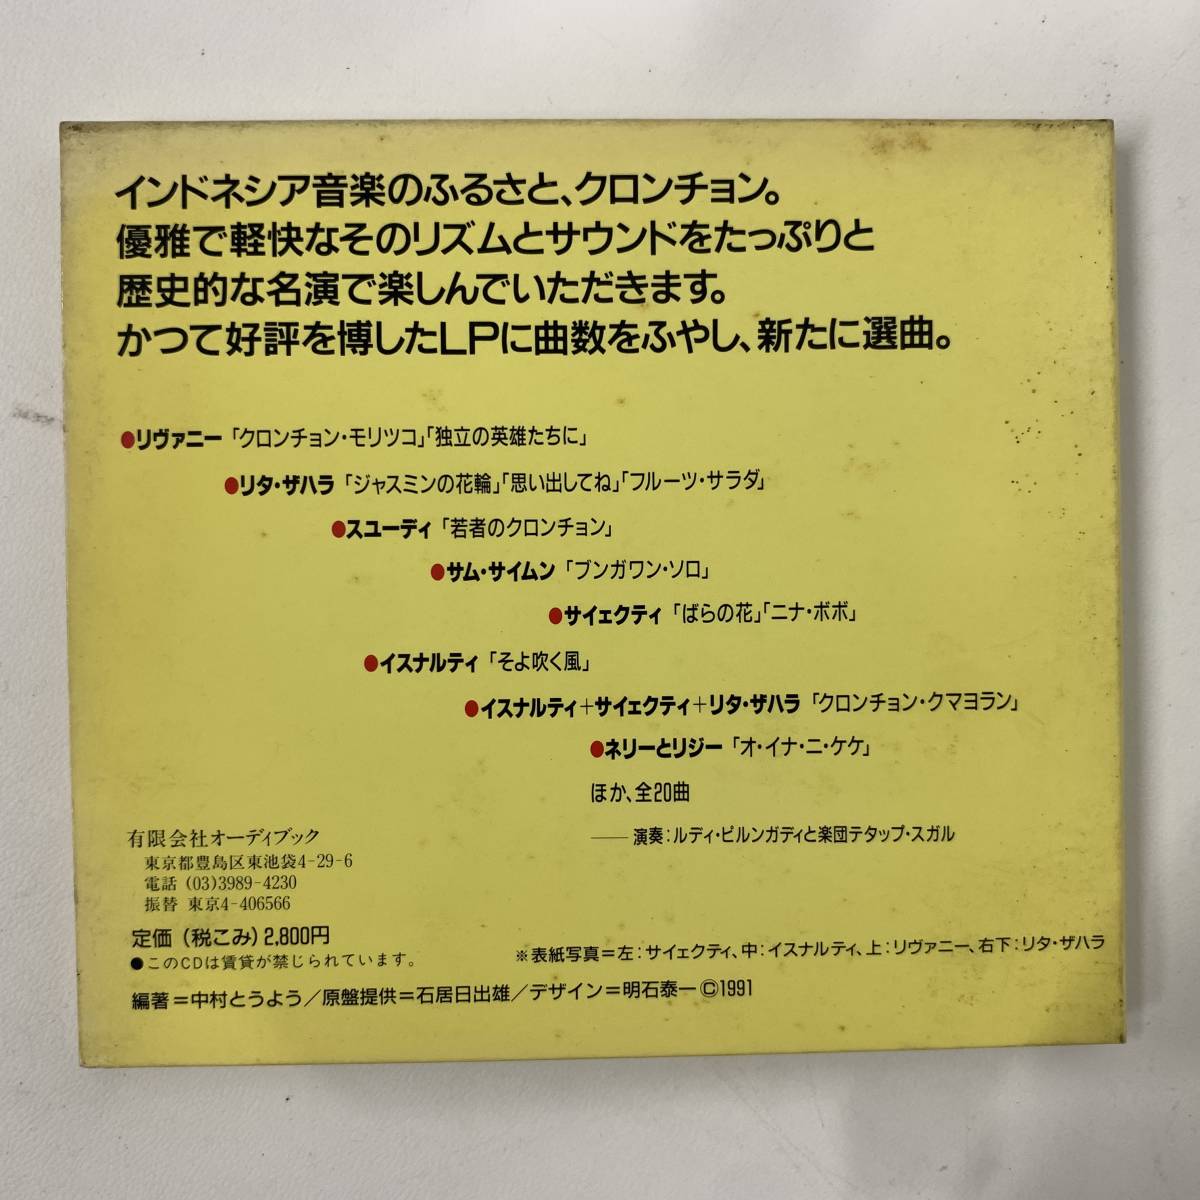 インドネシア音楽のふるさと、クロンチョン。
優雅で軽快なそのリズムとサウンドをたっぷりと
歴史的な名演で楽しんでいただきます。
かつて好評を博したLPに曲数をふやし、新たに選曲。
●リヴァニー「クロンチョン・モリツコ」「独立の英雄たちに」
●リタ・ザハラ「ジャスミンの花輪」「思い出してね」「フルーツ・サラダ」
●スユーディ「若者のクロンチョン」
●サム・サイムン「ブンガワン・ソロ」
●サイェクティ「ばらの花」「ニナ・ボボ」
●イスナルティ「そよ吹く風」
●イスナルティ+サイェクティ+リタ・ザハラ「クロンチョン・クマヨラン」
●ネリーとリジー「オ・イナ・ニ・ケケ」
ほか、全20曲
——演奏:ルディ・ピルンガディと楽団テタップ・スガル
有限会社オーディブック
東京都豊島区東池袋4-29-6
電話 (03)3989-4230
振替 東京4-406566
定価(税こみ)2,800円
●このCDは賃貸が禁じられています。
※表紙写真=左:サイェクティ、中:イスナルティ、上:リヴァニー、右下:リタ・ザハラ
編著=中村とうよう/原盤提供=石居日出雄/デザイン=明石泰一©1991